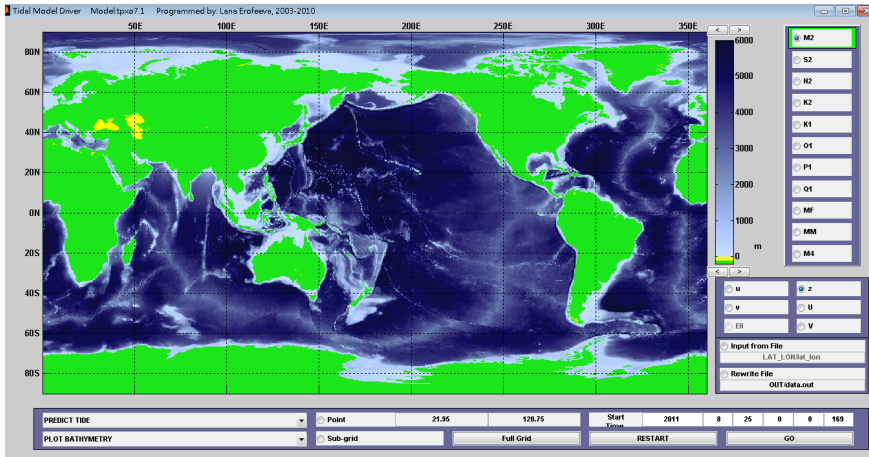 Tidal Model Driver Model:tpxo7.1 Programmed by: Lana Erofeeva, 2003-2010
50E 100E 150E 200E 250E 300E 350E
< >
80N
60N
40N
20N
0N
20S
40S
60S
80S
6000
5000
4000
3000
2000
1000
m
0
< >
M2
S2
N2
K2
K1
O1
P1
Q1
MF
MM
M4
u z
v U
Ell V
Input from File
LAT_LON/lat_lon
Rewrite File
OUT/data.out
PREDICT TIDE Point 21.95 120.75 Start Time 2011 8 25 0 0 169
PLOT BATHYMETRY Sub-grid Full Grid RESTART GO